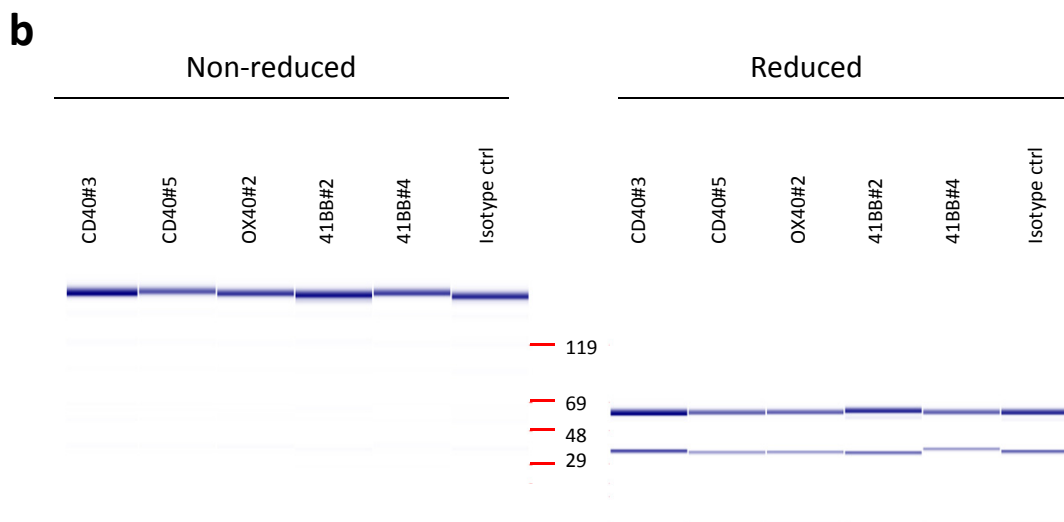 b
Non-reduced
Reduced
CD40#3
CD40#5
OX40#2
41BB#2
41BB#4
Isotype ctrl
CD40#3
CD40#5
OX40#2
41BB#2
41BB#4
Isotype ctrl
119
69
48
29